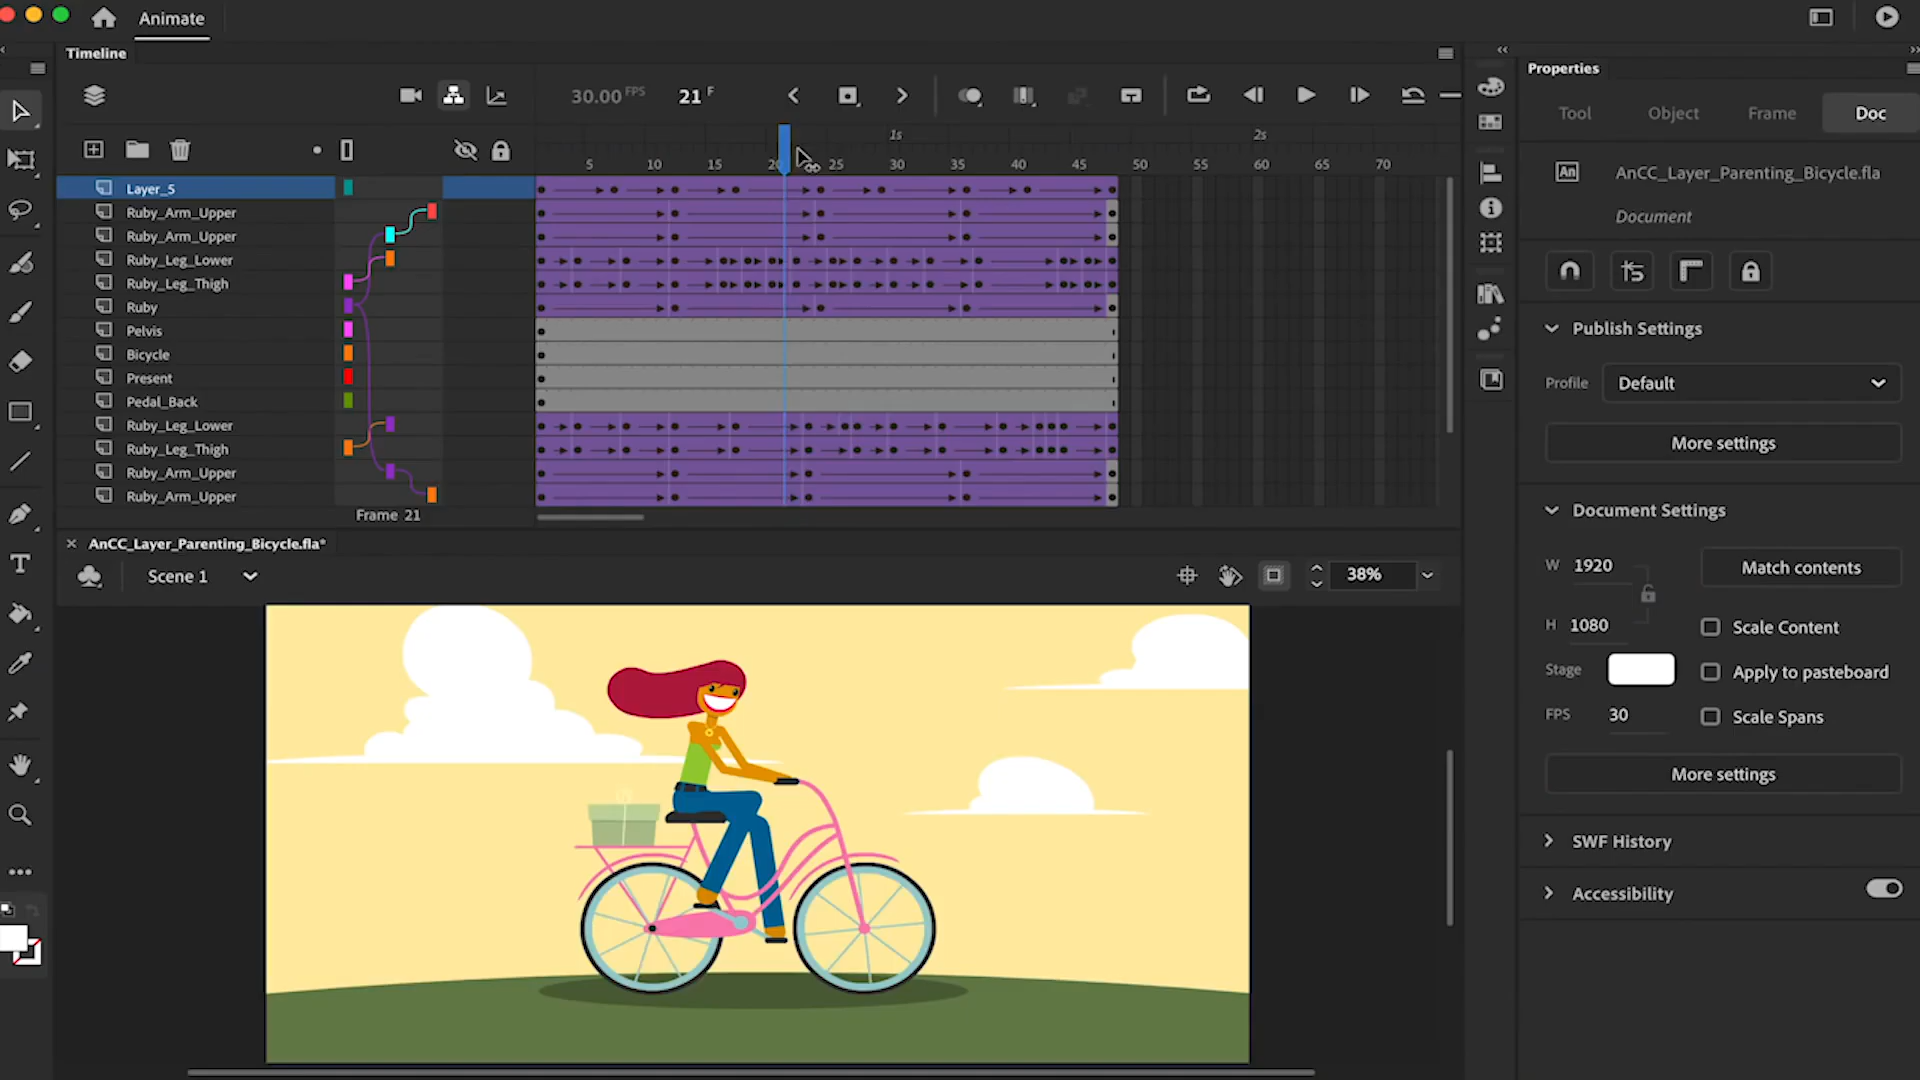 Animate
Timeline
Properties
30.00 FPS
21 F
Tool
Object
Frame
Doc
1s
2s
5
10
15
20
25
30
35
40
45
50
55
60
65
70
An
AnCC_Layer_Parenting_Bicycle.fla
Document
Layer_5
Ruby_Arm_Upper
Ruby_Arm_Upper
Ruby_Leg_Lower
Ruby_Leg_Thigh
Ruby
Pelvis
Bicycle
Present
Pedal_Back
Ruby_Leg_Lower
Ruby_Leg_Thigh
Ruby_Arm_Upper
Ruby_Arm_Upper
Frame 21
AnCC_Layer_Parenting_Bicycle.fla*
Scene 1
38%
Publish Settings
Profile
Default
More settings
Document Settings
W 1920
Match contents
H 1080
Scale Content
Stage
Apply to pasteboard
FPS 30
Scale Spans
More settings
SWF History
Accessibility